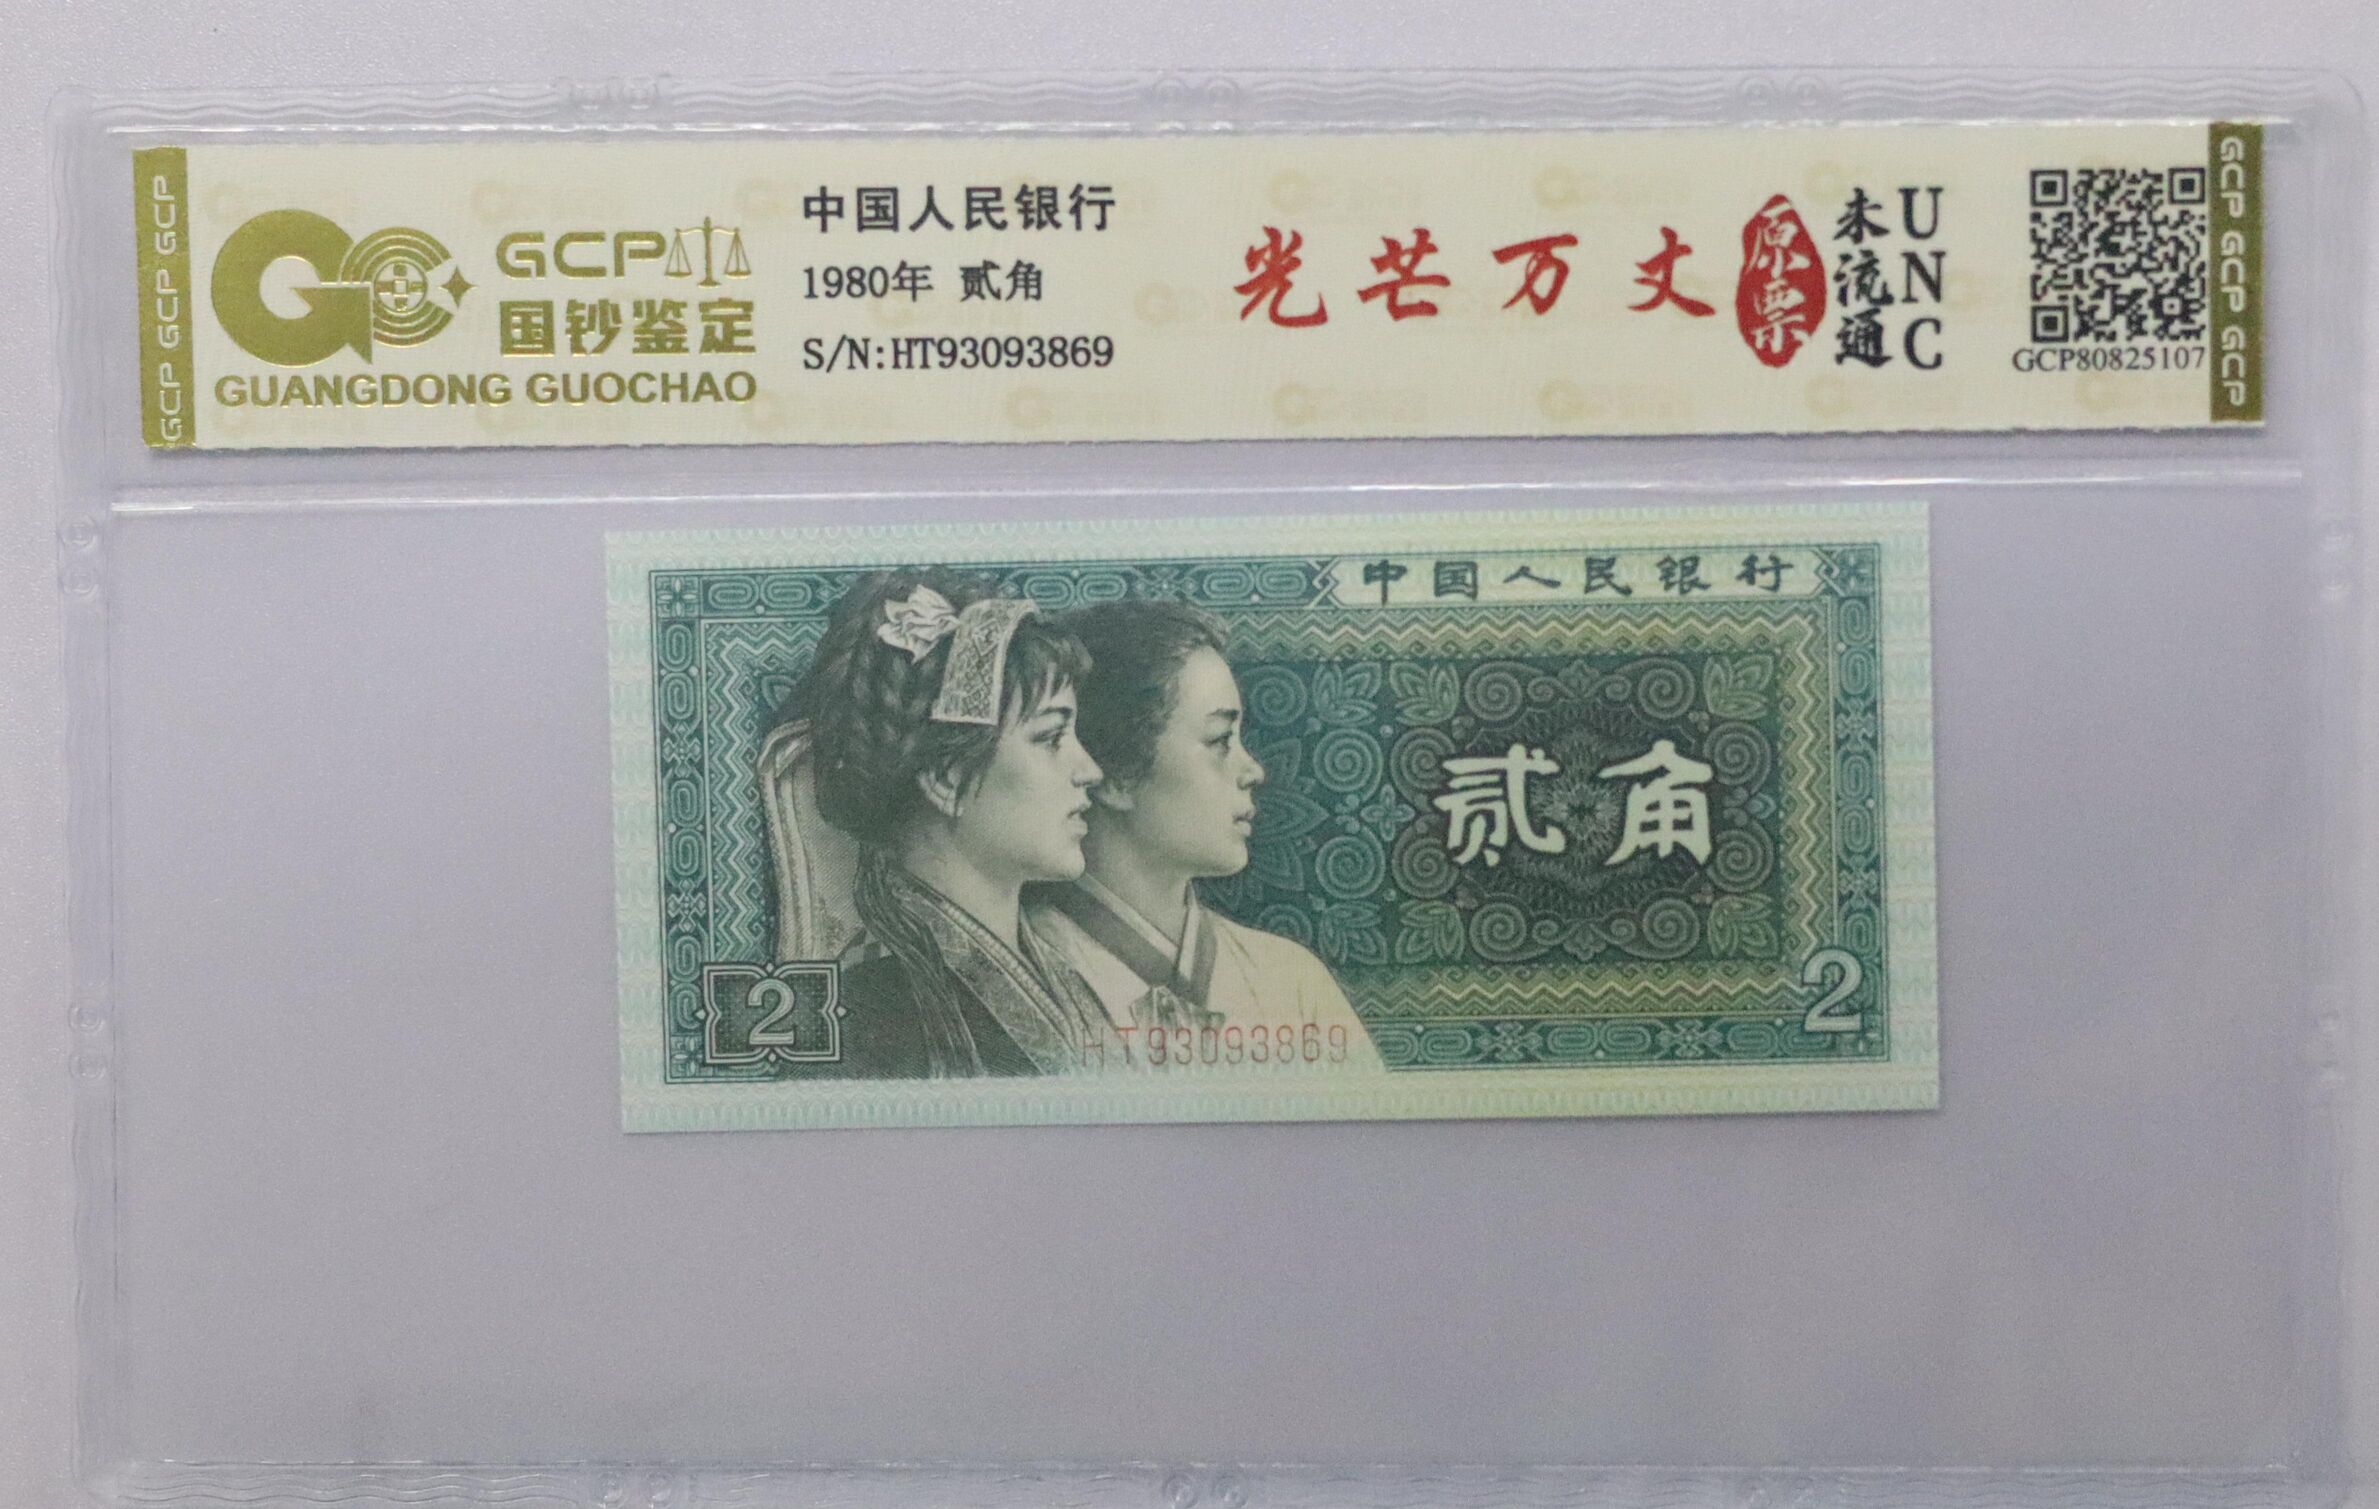 GCP GCP GCP
GCP
国钞鉴定
GUANGDONG GUOCHAO
中国人民银行
1980年 贰角
S/N:HT93093869
光芒万丈
原票
未流通
UNC
GCP80825107
GCP GCP GCP
中国人民银行
贰角
2
HT93093869
2